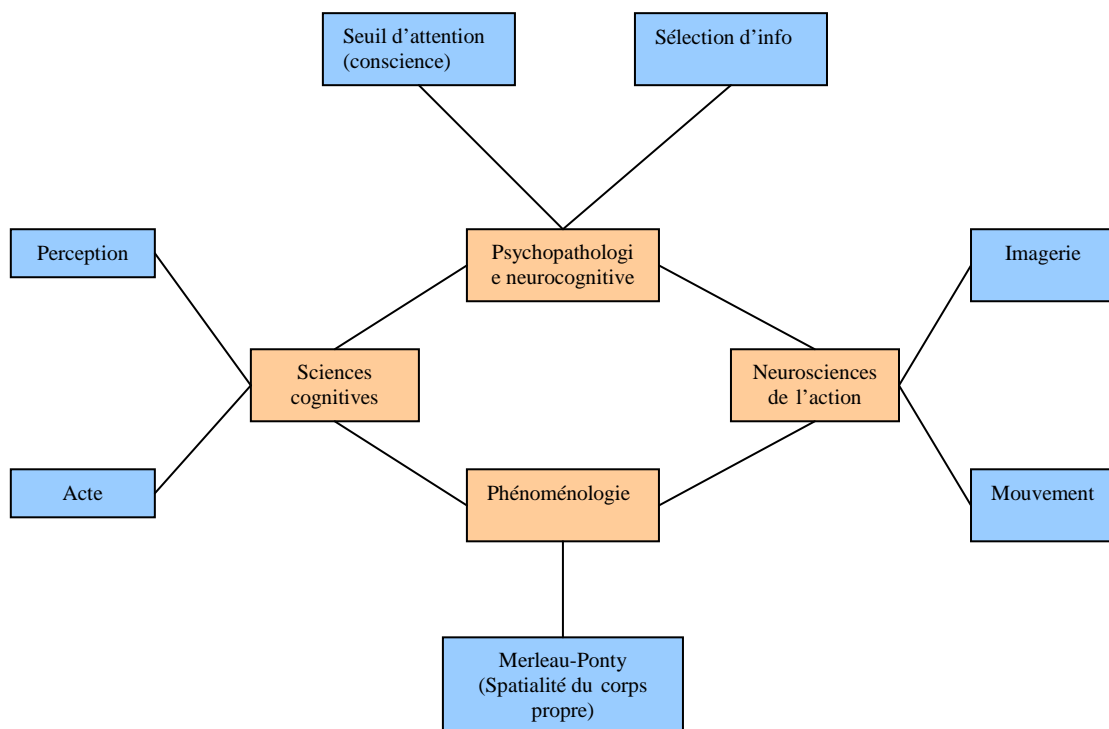 Seuil d’attention
(conscience)
Sélection d’info
Perception
Psychopathologi
e neurocognitive
Imagerie
Sciences
cognitives
Neurosciences
de l’action
Acte
Phénoménologie
Mouvement
Merleau-Ponty
(Spatialité du corps
propre)